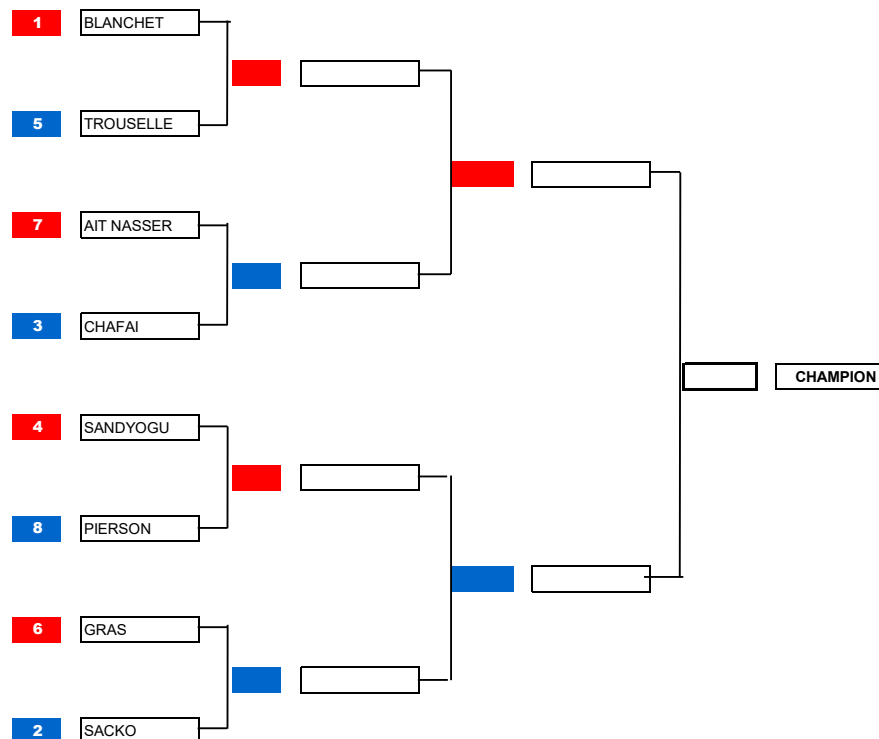 1 BLANCHET
5 TROUSELLE
7 AIT NASSER
3 CHAFAI
CHAMPION
4 SANDYOGU
8 PIERSON
6 GRAS
2 SACKO